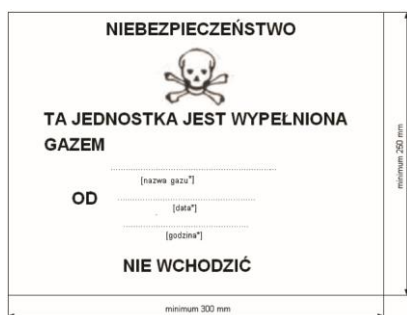 NIEBEZPIECZEŃSTWO
TA JEDNOSTKA JEST WYPEŁNIONA
GAZEM
[nazwa gazu*]
OD
[data*]
[godzina*]
NIE WCHODZIĆ
minimum 250 mm
minimum 300 mm